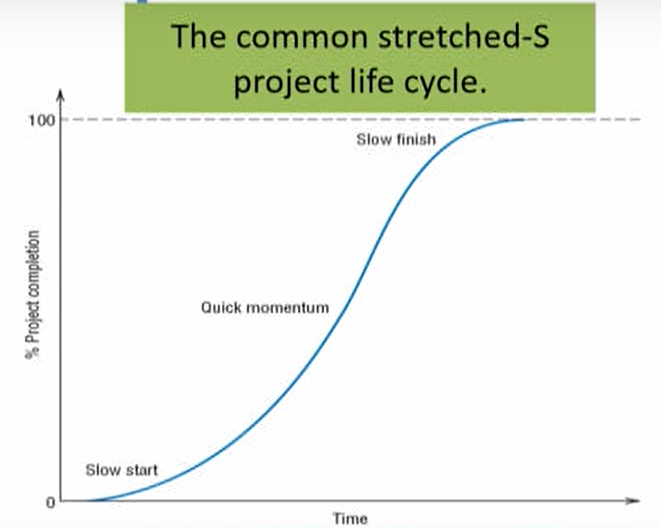 The common stretched-S
project life cycle.
100
Slow finish
% Project completion
Quick momentum
Slow start
0
Time